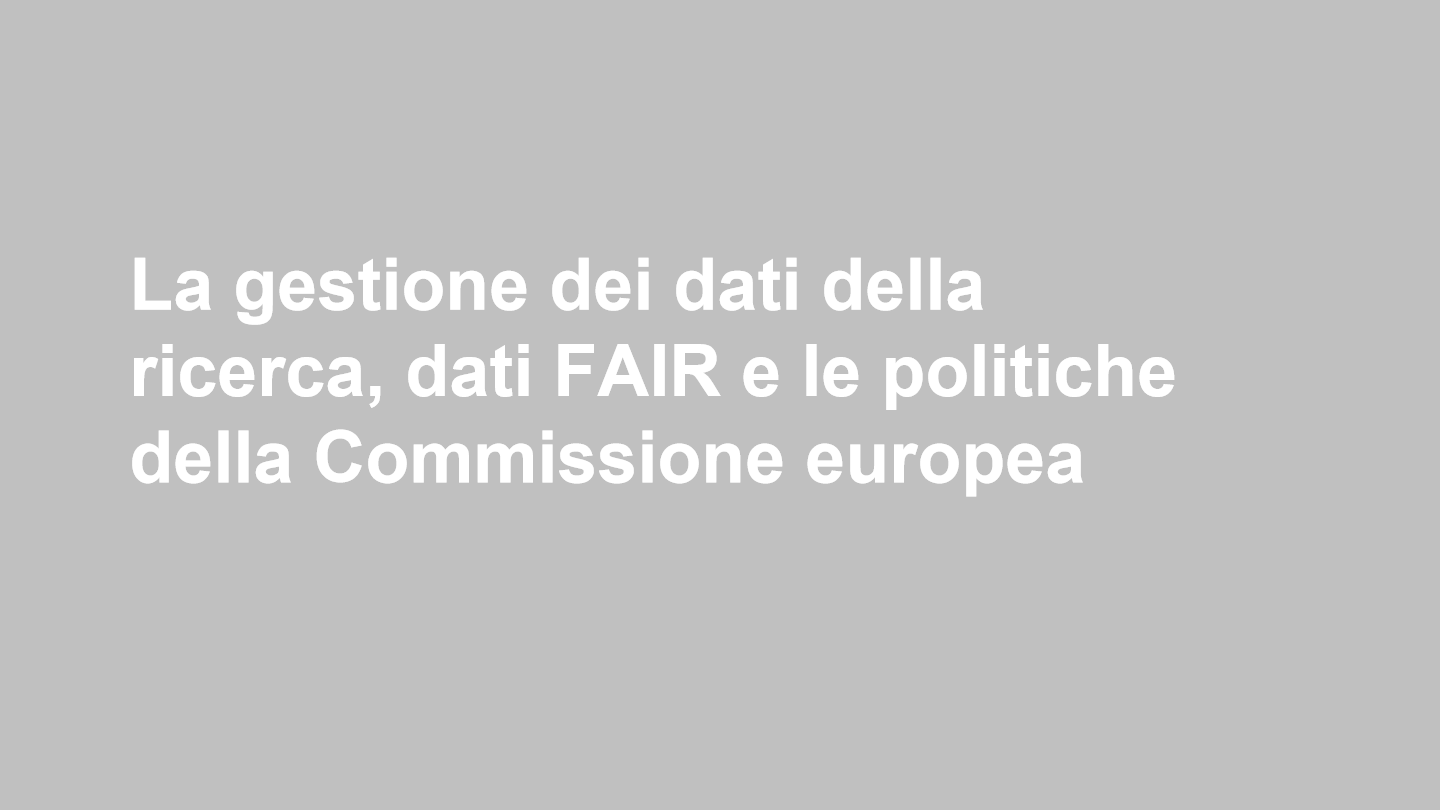 La gestione dei dati della
ricerca, dati FAIR e le politiche
della Commissione europea